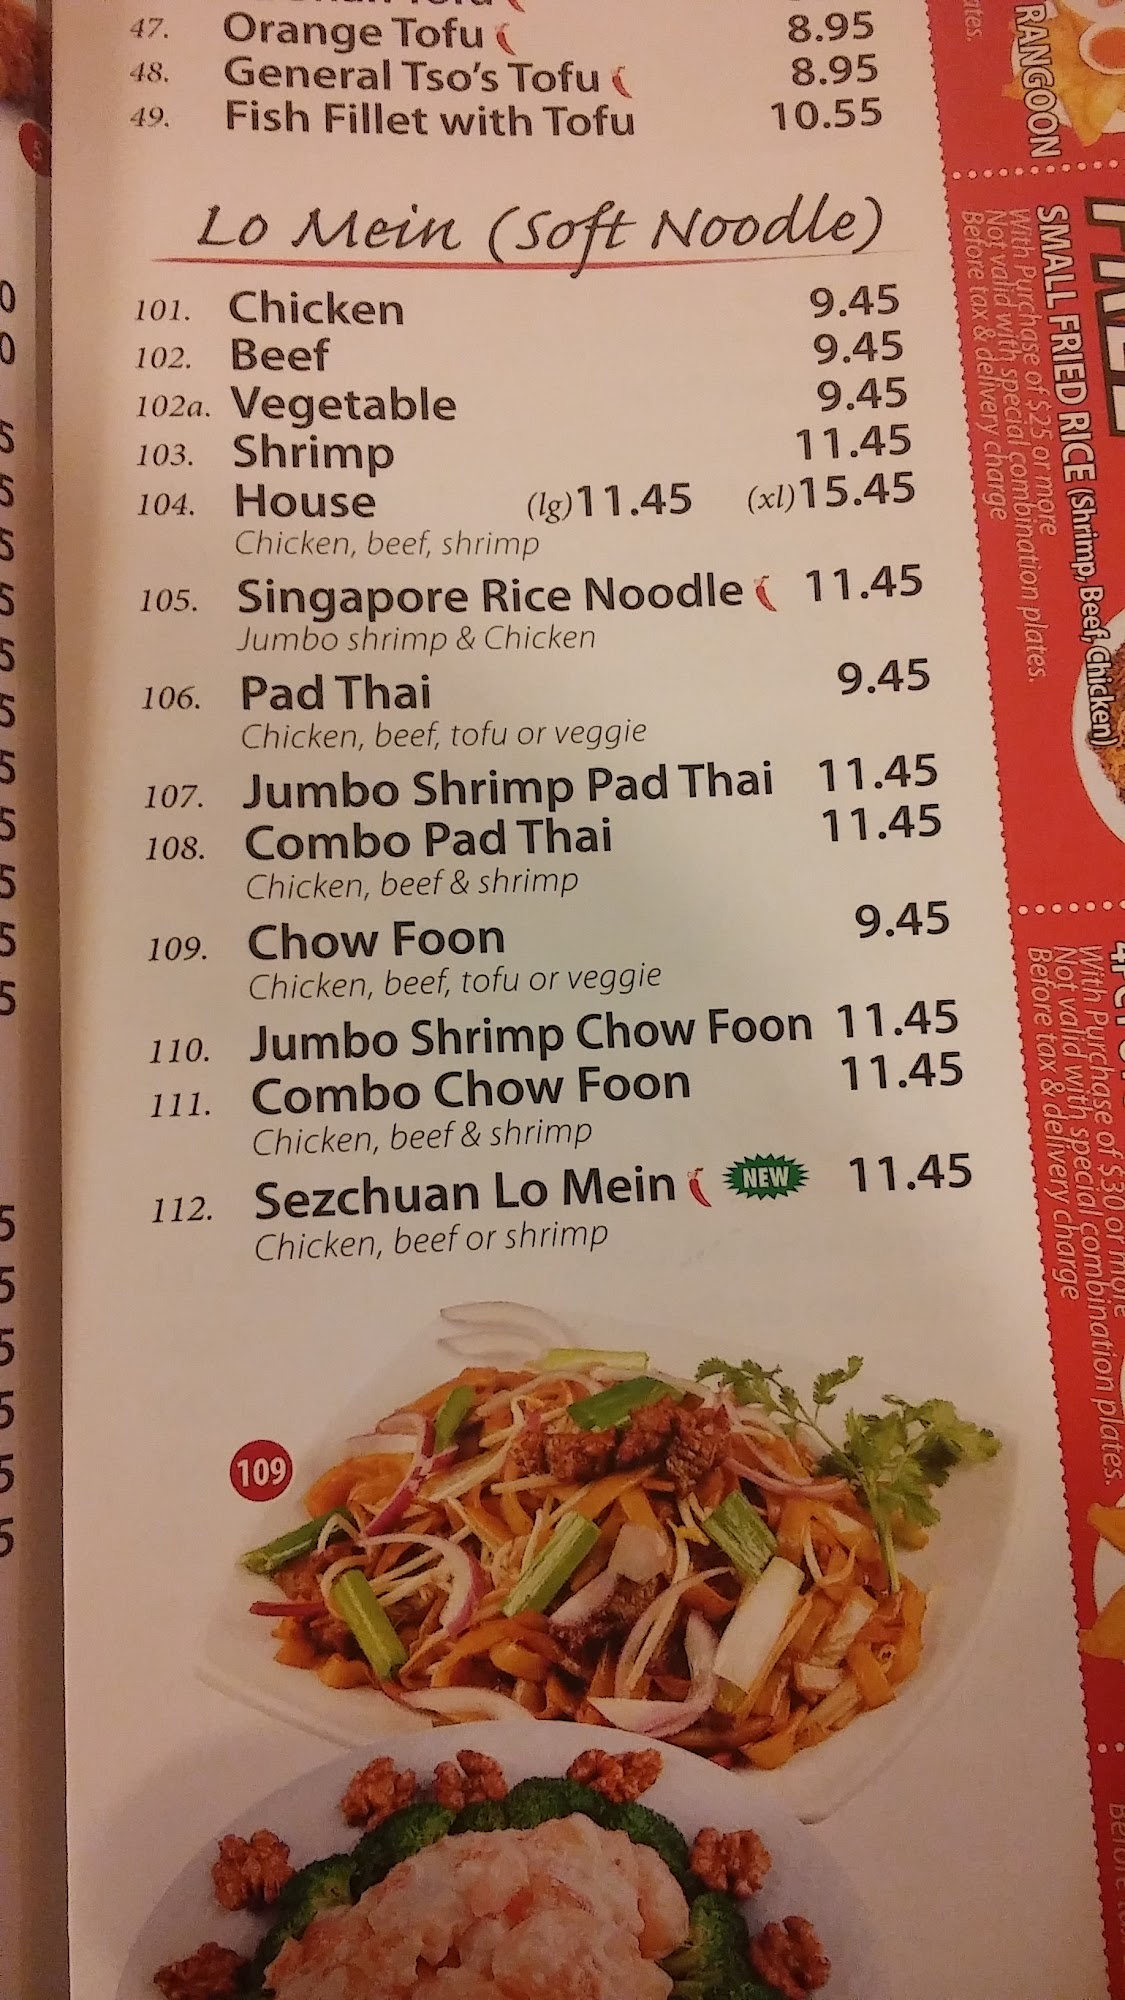 47. Orange Tofu 8.95
48. General Tso's Tofu 8.95
49. Fish Fillet with Tofu 10.55
Lo Mein (Soft Noodle)
101. Chicken 9.45
102. Beef 9.45
102a. Vegetable 9.45
103. Shrimp 11.45
104. House (lg)11.45 (xl)15.45
Chicken, beef, shrimp
105. Singapore Rice Noodle 11.45
Jumbo shrimp & Chicken
106. Pad Thai 9.45
Chicken, beef, tofu or veggie
107. Jumbo Shrimp Pad Thai 11.45
108. Combo Pad Thai 11.45
Chicken, beef & shrimp
109. Chow Foon 9.45
Chicken, beef, tofu or veggie
110. Jumbo Shrimp Chow Foon 11.45
111. Combo Chow Foon 11.45
Chicken, beef & shrimp
112. Sezchuan Lo Mein NEW 11.45
Chicken, beef or shrimp
109
RANGOON
SMALL FRIED RICE (Shrimp, Beef, Chicken)
With Purchase of $25 or more
Not valid with special combination plates.
Before tax & delivery charge
With Purchase of $30 or more
Not valid with special combination plates.
Before tax & delivery charge